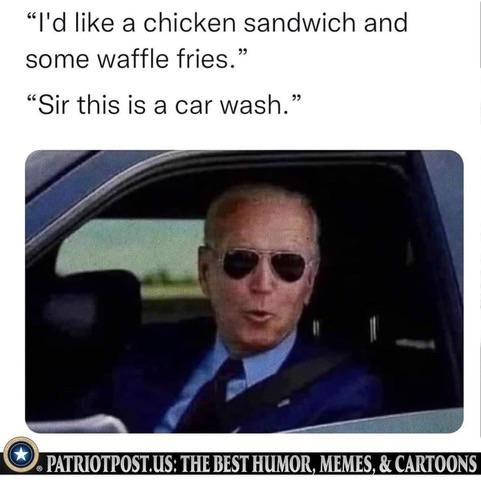 “I'd like a chicken sandwich and
some waffle fries.”
“Sir this is a car wash.”
PATRIOTPOST.US: THE BEST HUMOR, MEMES, & CARTOONS